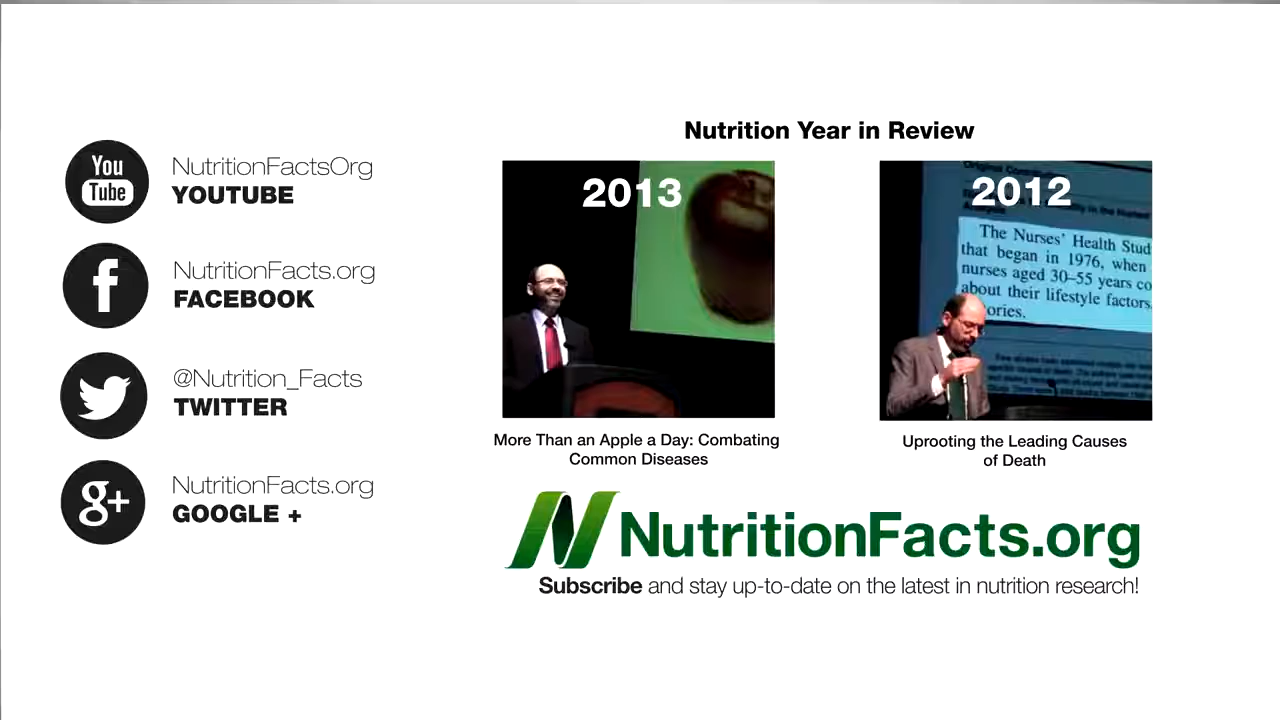 You
Tube
NutritionFactsOrg
YOUTUBE
f
NutritionFacts.org
FACEBOOK
@Nutrition_Facts
TWITTER
g+
NutritionFacts.org
GOOGLE +
Nutrition Year in Review
2013
More Than an Apple a Day: Combating
Common Diseases
2012
Original Contribution
The Nurses' Health Stud
that began in 1976, when
nurses aged 30–55 years co
about their lifestyle factors
ories.
Uprooting the Leading Causes
of Death
NutritionFacts.org
Subscribe and stay up-to-date on the latest in nutrition research!